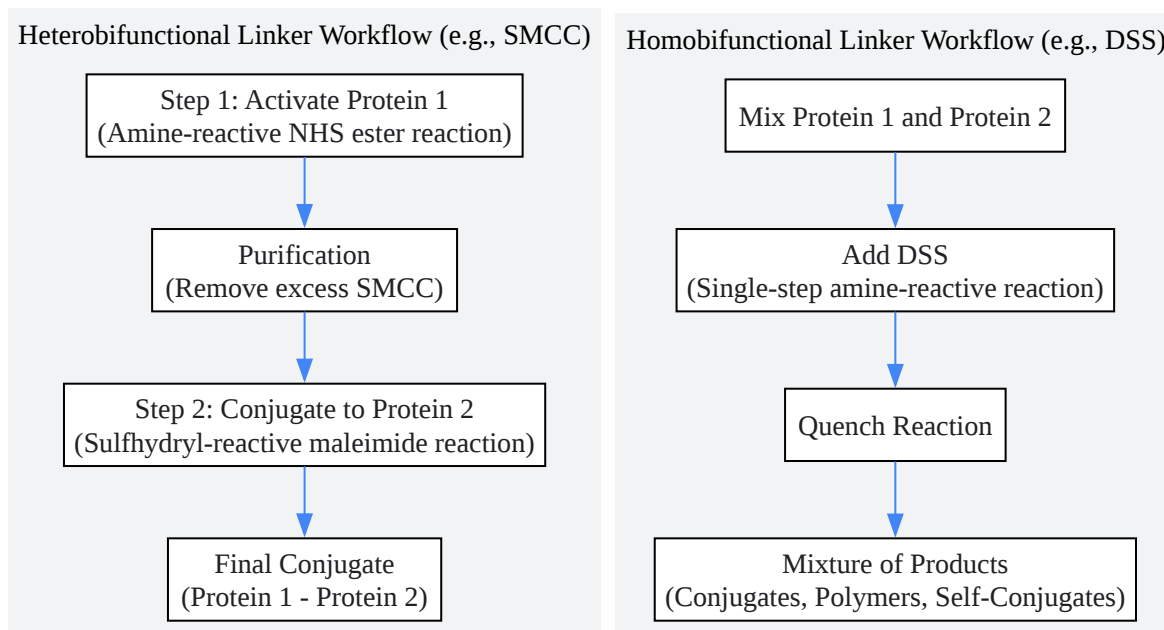 Heterobifunctional Linker Workflow (e.g., SMCC)
Step 1: Activate Protein 1
(Amine-reactive NHS ester reaction)
Purification
(Remove excess SMCC)
Step 2: Conjugate to Protein 2
(Sulfhydryl-reactive maleimide reaction)
Final Conjugate
(Protein 1 - Protein 2)
Homobifunctional Linker Workflow (e.g., DSS)
Mix Protein 1 and Protein 2
Add DSS
(Single-step amine-reactive reaction)
Quench Reaction
Mixture of Products
(Conjugates, Polymers, Self-Conjugates)